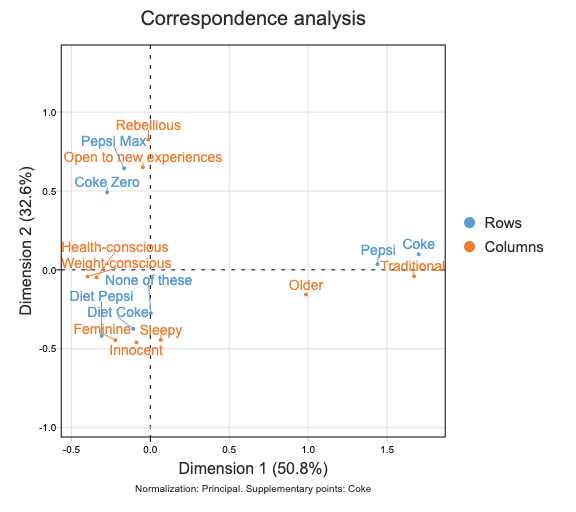 Correspondence analysis
Rebellious
Pepsi Max
Open to new experiences
Coke Zero
Health-conscious
Weight-conscious
None of these
Diet Pepsi
Diet Coke
Feminine
Sleepy
Innocent
Older
Pepsi
Coke
Traditional
Rows
Columns
1.0
0.5
0.0
-0.5
-1.0
Dimension 2 (32.6%)
-0.5
0.0
0.5
1.0
1.5
Dimension 1 (50.8%)
Normalization: Principal. Supplementary points: Coke